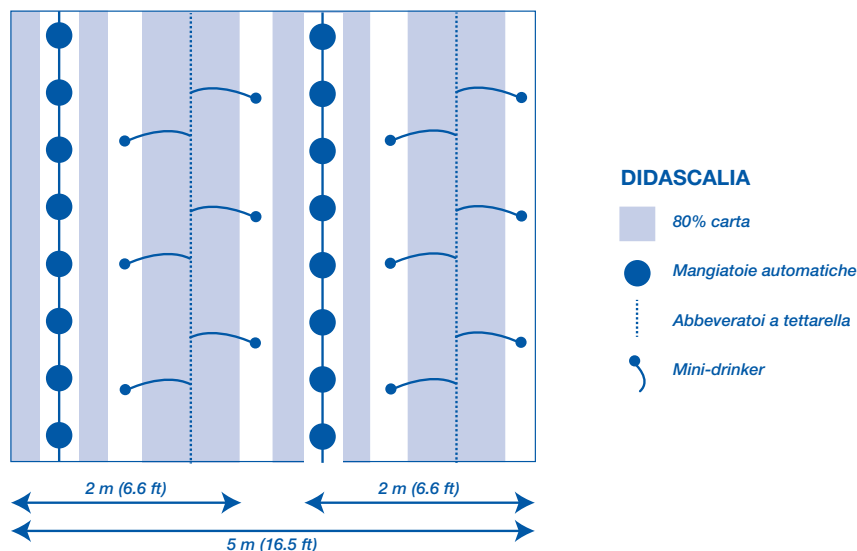 DIDASCALIA
80% carta
Mangiatoie automatiche
Abbeveratoi a tettarella
Mini-drinker
2 m (6.6 ft)
2 m (6.6 ft)
5 m (16.5 ft)